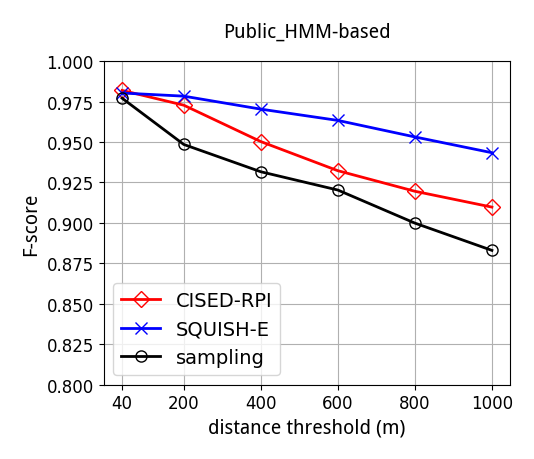 Public_HMM-based
1.000
0.975
0.950
0.925
0.900
0.875
0.850
0.825
0.800
F-score
CISED-RPI
SQUISH-E
sampling
40 200 400 600 800 1000
distance threshold (m)